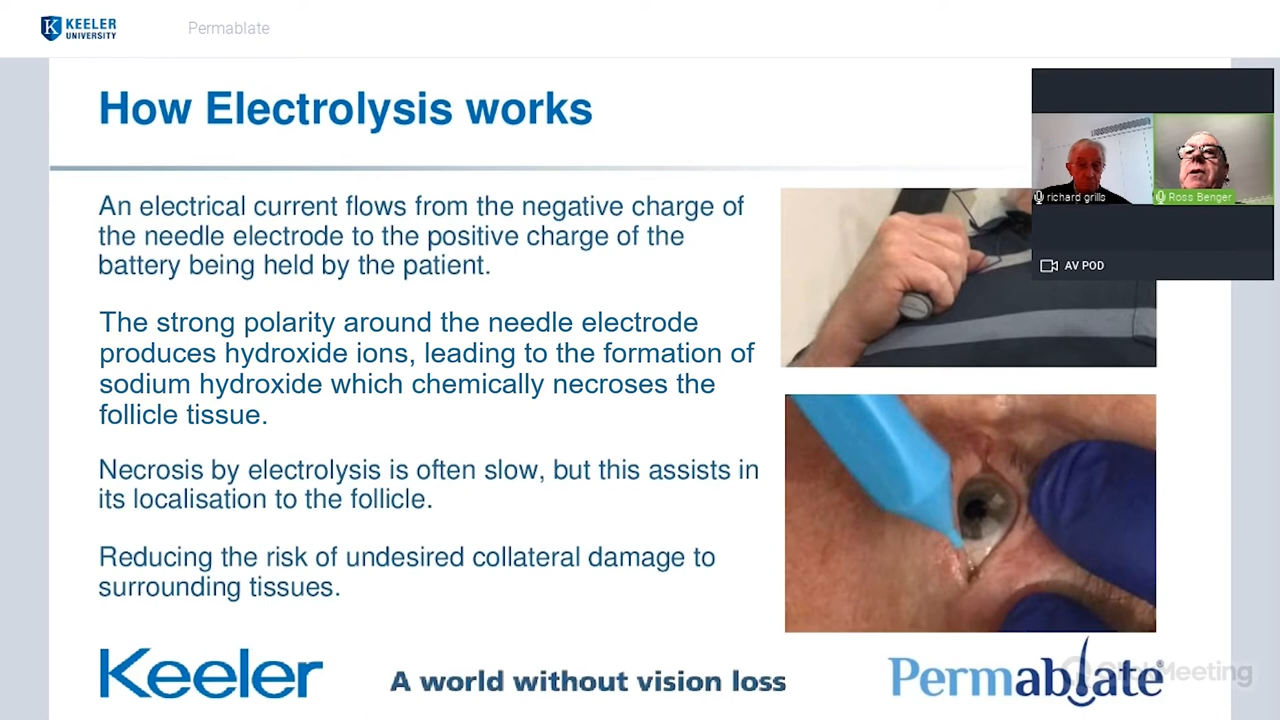 KEELER
UNIVERSITY
Permablate
How Electrolysis works
An electrical current flows from the negative charge of
the needle electrode to the positive charge of the
battery being held by the patient.
The strong polarity around the needle electrode
produces hydroxide ions, leading to the formation of
sodium hydroxide which chemically necroses the
follicle tissue.
Necrosis by electrolysis is often slow, but this assists in
its localisation to the follicle.
Reducing the risk of undesired collateral damage to
surrounding tissues.
richard grills
Ross Benger
AV POD
Keeler
A world without vision loss
Permablate®
ClickMeeting